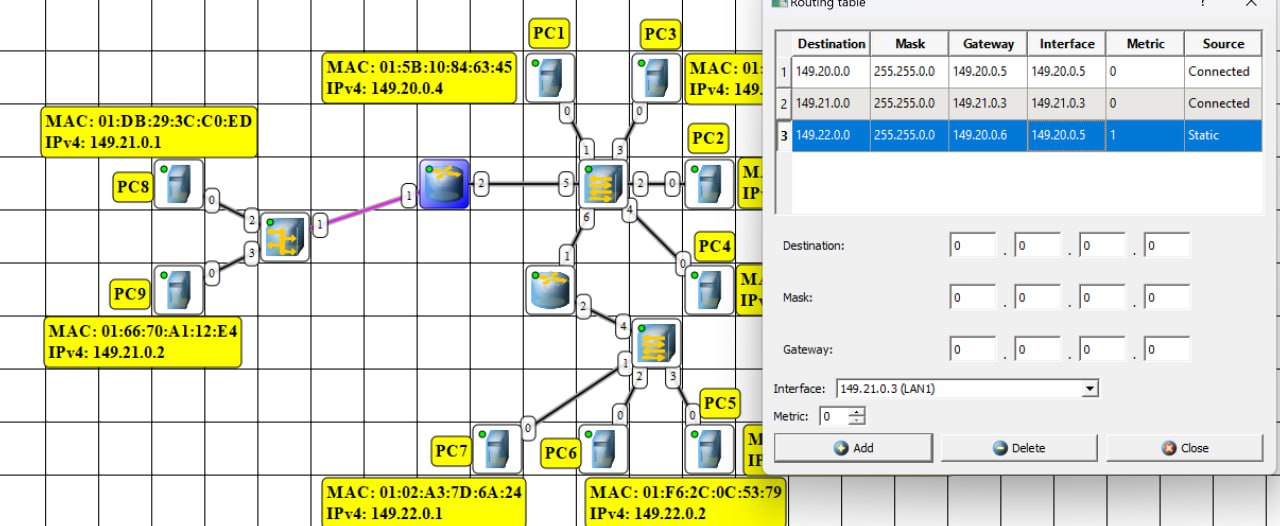 Routing table
?
PC1
PC3
MAC: 01:5B:10:84:63:45
IPv4: 149.20.0.4
MAC: 01:
149.
MAC: 01:DB:29:3C:C0:ED
IPv4: 149.21.0.1
PC2
PC8
PC4
PC9
MAC: 01:66:70:A1:12:E4
IPv4: 149.21.0.2
PC5
PC7
PC6
MAC: 01:02:A3:7D:6A:24
IPv4: 149.22.0.1
MAC: 01:F6:2C:0C:53:79
IPv4: 149.22.0.2
0
0
1
3
0
2
1
1
2
5
2
0
3
0
6
4
1
0
2
4
1
2
3
0
0
0
Destination Mask Gateway Interface Metric Source
1 149.20.0.0 255.255.0.0 149.20.0.5 149.20.0.5 0 Connected
2 149.21.0.0 255.255.0.0 149.21.0.3 149.21.0.3 0 Connected
3 149.22.0.0 255.255.0.0 149.20.0.6 149.20.0.5 1 Static
Destination: 0 . 0 . 0 . 0
Mask: 0 . 0 . 0 . 0
Gateway: 0 . 0 . 0 . 0
Interface: 149.21.0.3 (LAN1)
Metric: 0
Add Delete Close